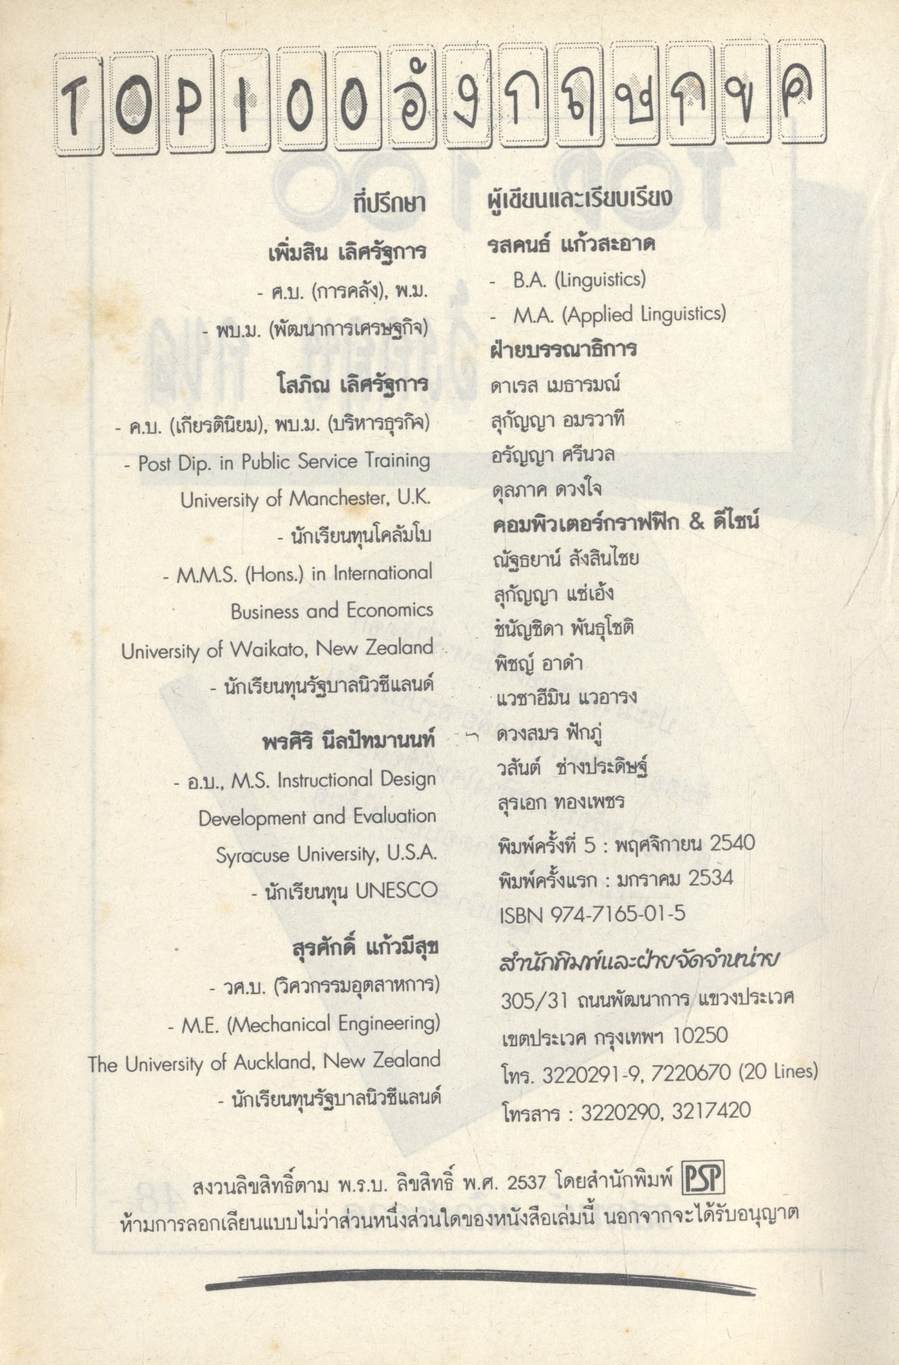 TOP100อังกฤษกขค
ที่ปรึกษา
เพิ่มสิน เลิศรัฐการ
- ศ.บ. (การคลัง), พ.ม.
- พบ.ม. (พัฒนาการเศรษฐกิจ)
โสภิณ เลิศรัฐการ
- ค.บ. (เกียรตินิยม), พบ.ม. (บริหารธุรกิจ)
- Post Dip. in Public Service Training
University of Manchester, U.K.
- นักเรียนทุนโคลัมโบ
- M.M.S. (Hons.) in International
Business and Economics
University of Waikato, New Zealand
- นักเรียนทุนรัฐบาลนิวซีแลนด์
พรศิริ นีลปัทมานนท์
- อ.บ., M.S. Instructional Design
Development and Evaluation
Syracuse University, U.S.A.
- นักเรียนทุน UNESCO
สุรศักดิ์ แก้วมีสุข
- วศ.บ. (วิศวกรรมอุตสาหการ)
- M.E. (Mechanical Engineering)
The University of Auckland, New Zealand
- นักเรียนทุนรัฐบาลนิวซีแลนด์
ผู้เขียนและเรียบเรียง
รสคนธ์ แก้วสะอาด
- B.A. (Linguistics)
- M.A. (Applied Linguistics)
ฝ่ายบรรณาธิการ
ดาเรส เมธารมณ์
สุกัญญา อมรวาที
อรัญญา ศรีนวล
ดุลภาค ดวงใจ
คอมพิวเตอร์กราฟฟิก & ดีไซน์
ณัฐธยาน์ สังสินไชย
สุกัญญา แซ่เอ้ง
ชนัญชิดา พันธุโชติ
พิชญ์ อาดำ
แวซาฮีมิน แวอารง
ดวงสมร ฟักภู่
วสันต์ ช่างประดิษฐ์
สุรเอก ทองเพชร
พิมพ์ครั้งที่ 5 : พฤศจิกายน 2540
พิมพ์ครั้งแรก : มกราคม 2534
ISBN 974-7165-01-5
สำนักพิมพ์และฝ่ายจัดจำหน่าย
305/31 ถนนพัฒนาการ แขวงประเวศ
เขตประเวศ กรุงเทพฯ 10250
โทร. 3220291-9, 7220670 (20 Lines)
โทรสาร : 3220290, 3217420
สงวนลิขสิทธิ์ตาม พ.ร.บ. ลิขสิทธิ์ พ.ศ. 2537 โดยสำนักพิมพ์ PSP
ห้ามการลอกเลียนแบบไม่ว่าส่วนหนึ่งส่วนใดของหนังสือเล่มนี้ นอกจากจะได้รับอนุญาต